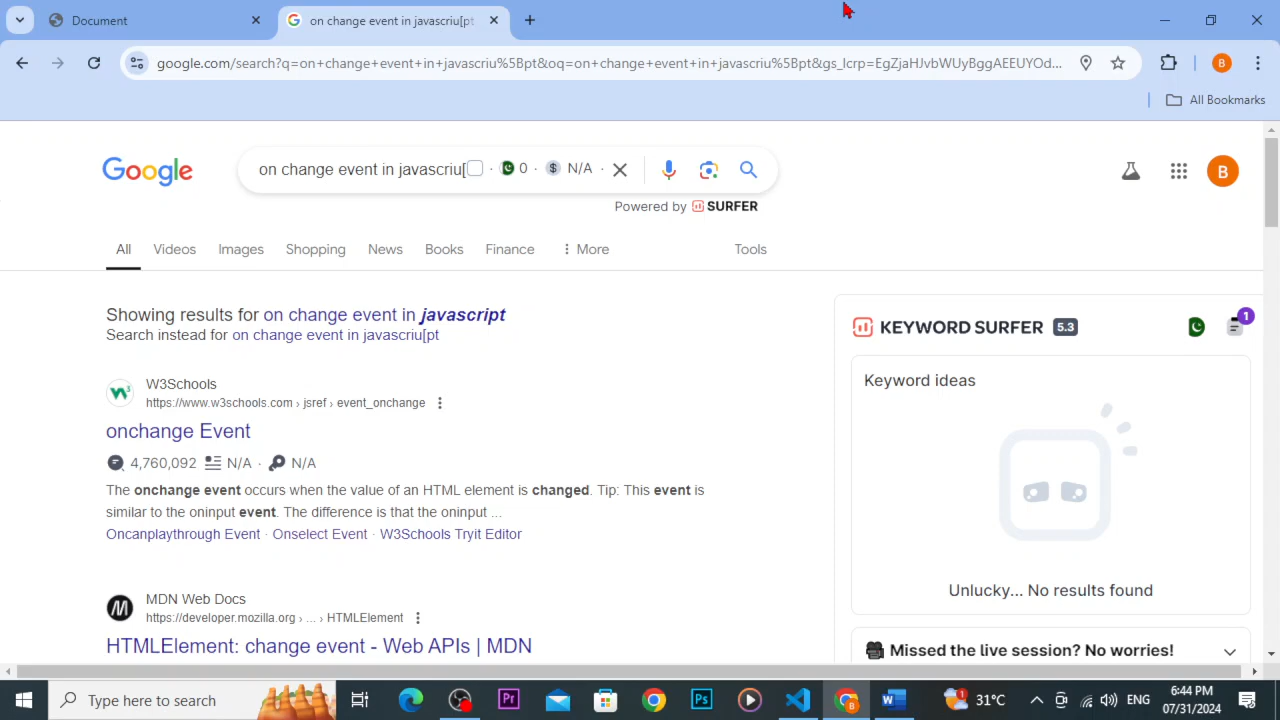 Document
on change event in javascriu[pt
google.com/search?q=on+change+event+in+javascriu%5Bpt&oq=on+change+event+in+javascriu%5Bpt&gs_lcrp=EgZjaHJvbWUyBggAEEUYOd...
B
All Bookmarks
Google
on change event in javascriu[ · 0 · $ N/A ·
B
Powered by SURFER
All Videos Images Shopping News Books Finance More Tools
Showing results for on change event in javascript
Search instead for on change event in javascriu[pt
KEYWORD SURFER 5.3
1
Keyword ideas
W3Schools
https://www.w3schools.com › jsref › event_onchange
onchange Event
4,760,092 N/A · N/A
The onchange event occurs when the value of an HTML element is changed. Tip: This event is
similar to the oninput event. The difference is that the oninput ...
Oncanplaythrough Event · Onselect Event · W3Schools Tryit Editor
Unlucky... No results found
MDN Web Docs
https://developer.mozilla.org › ... › HTMLElement
HTMLElement: change event - Web APIs | MDN
Missed the live session? No worries!
Type here to search
Pr
Ps
B
W
1
31°C
ENG
6:44 PM
07/31/2024